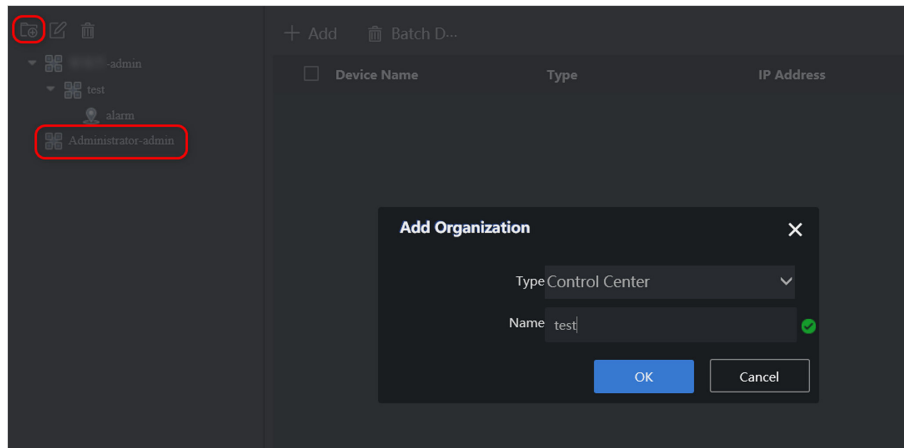 + Add Batch D...
-admin
test
alarm
Administrator-admin
Device Name Type IP Address
Add Organization
Type Control Center
Name test
OK Cancel